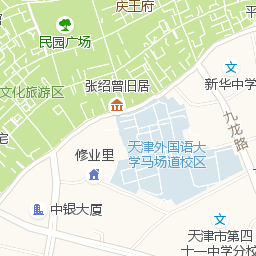 庆王府
民园广场
张绍曾旧居
新华中学
文化旅游区
九龙路
天津外国语大
学马场道校区
宅
修业里
中银大厦
天津市第四
十一中学分校